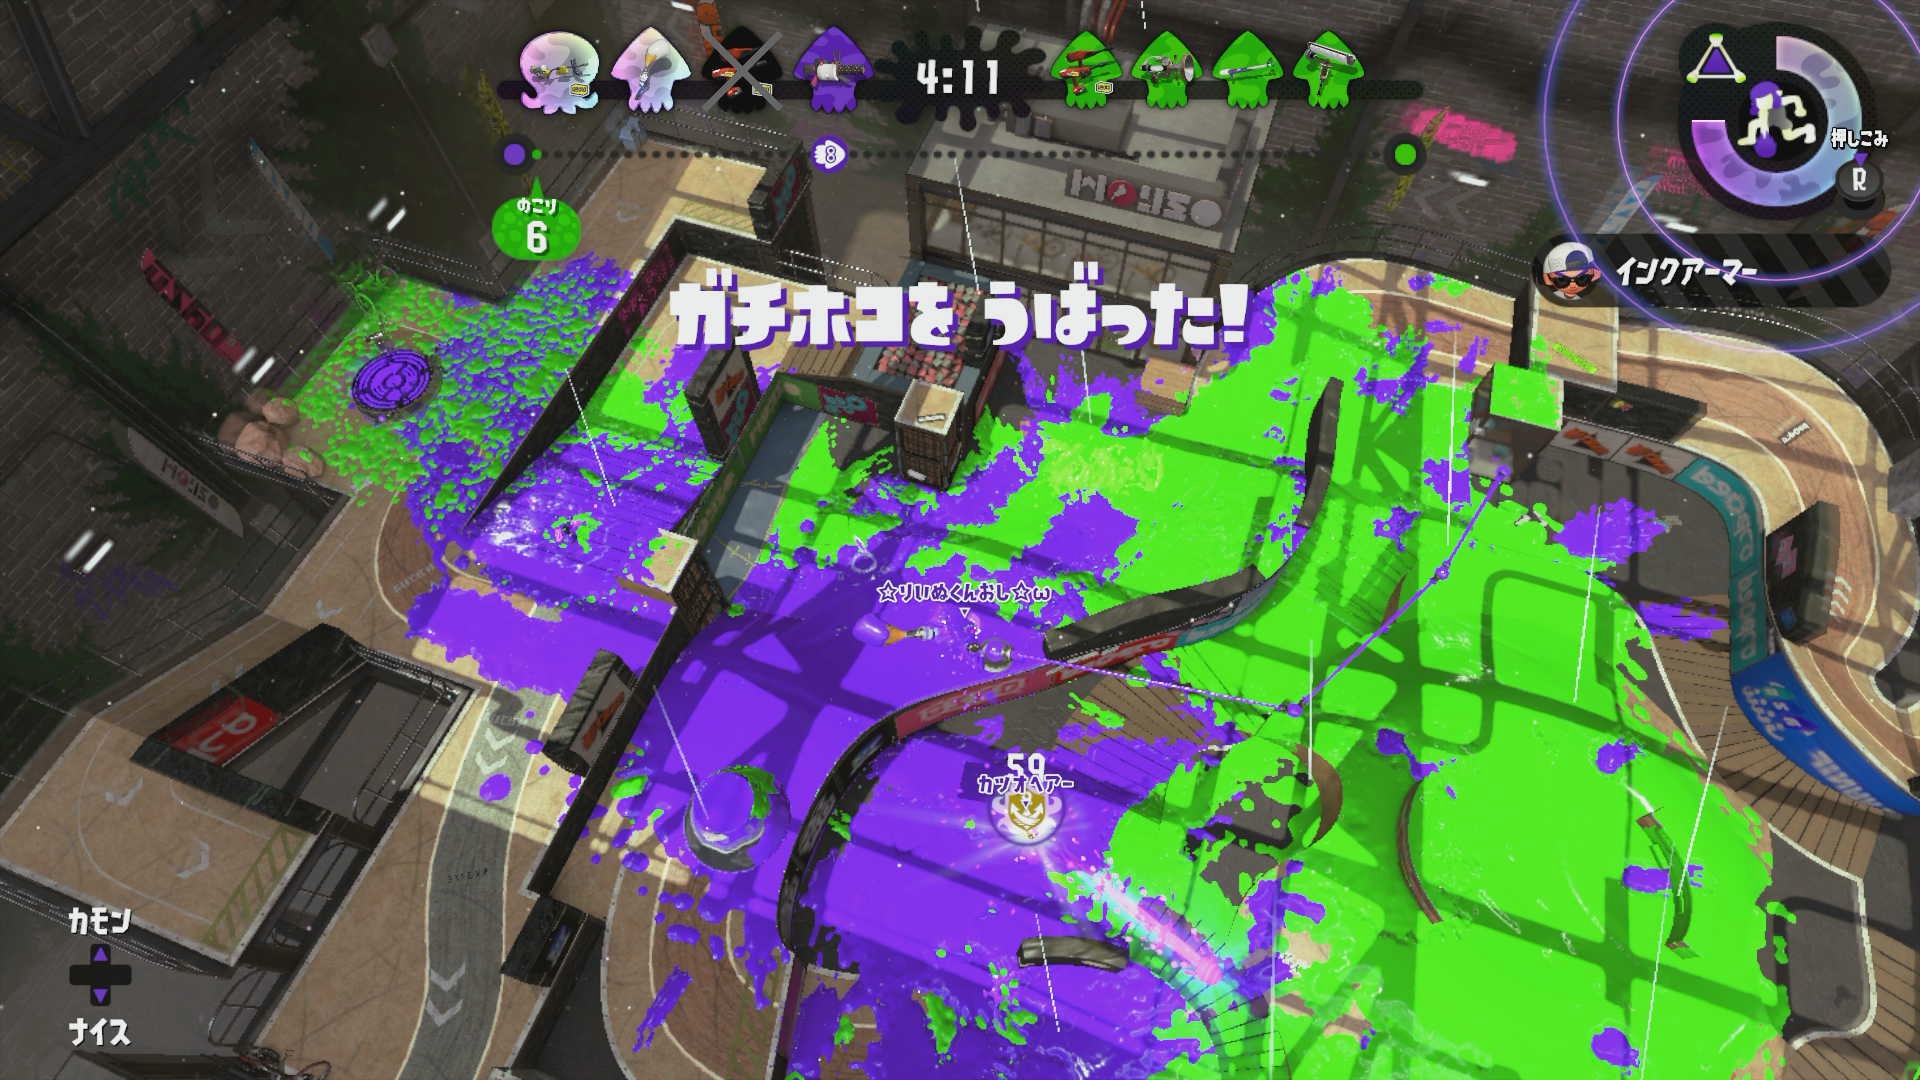 4:11
8
のこり
6
押しこみ
R
インクアーマー
ガチホコを うばった!
☆りいぬくんおし☆ω
59
カヅオヘアー
カモン
ナイス